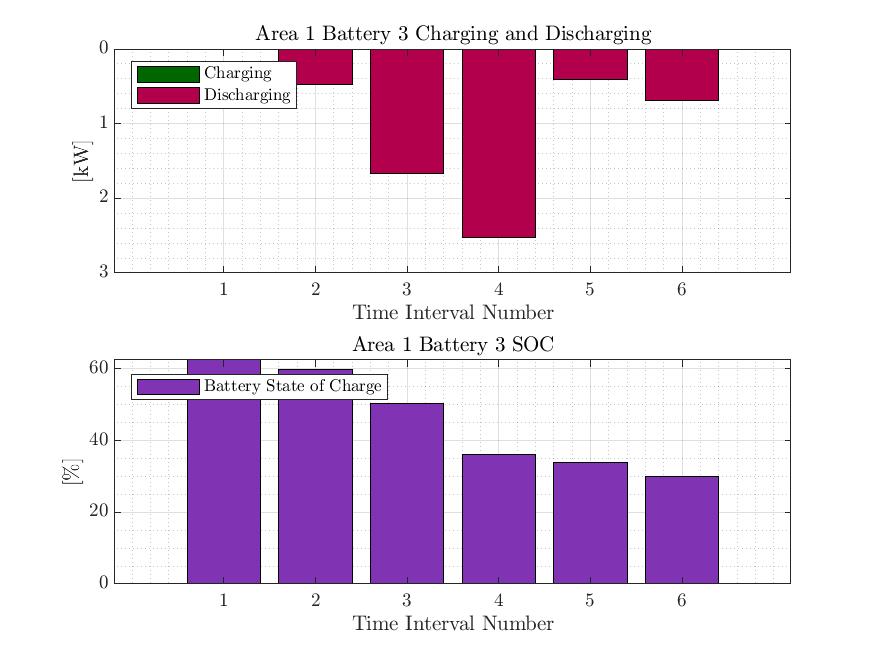 Area 1 Battery 3 Charging and Discharging
0
1
2
3
[kW]
Charging
Discharging
1 2 3 4 5 6
Time Interval Number
Area 1 Battery 3 SOC
60
40
20
0
[%]
Battery State of Charge
1 2 3 4 5 6
Time Interval Number